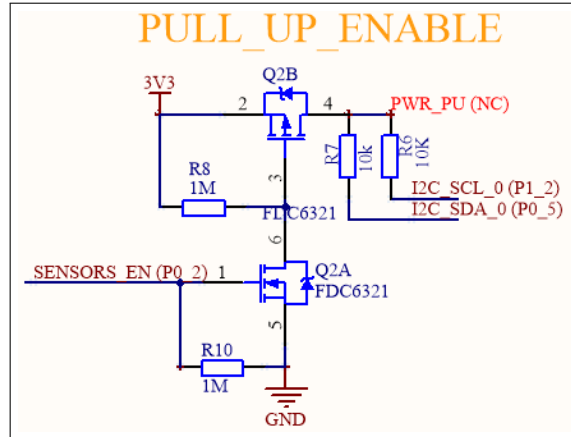 PULL_UP_ENABLE
Q2B
3V3
2
4
PWR_PU (NC)
R7
10k
R6
10K
R8
1M
3
I2C_SCL_0 (P1_2)
FDC6321
I2C_SDA_0 (P0_5)
6
SENSORS_EN (P0_2)
1
Q2A
FDC6321
5
R10
1M
GND